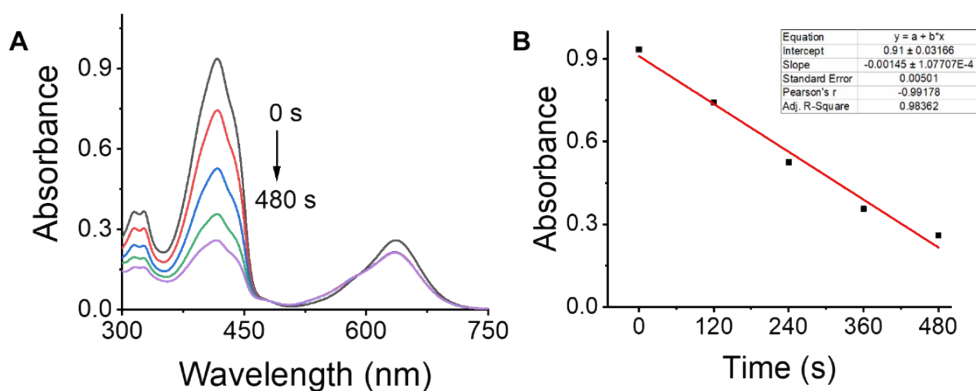 A
Absorbance
0.9
0.6
0.3
0.0
0 s
480 s
300
450
600
750
Wavelength (nm)
B
Absorbance
0.9
0.6
0.3
0.0
Equation y = a + b*x
Intercept 0.91 ± 0.03166
Slope -0.00145 ± 1.07707E-4
Standard Error 0.00501
Pearson's r -0.99178
Adj. R-Square 0.98362
0
120
240
360
480
Time (s)